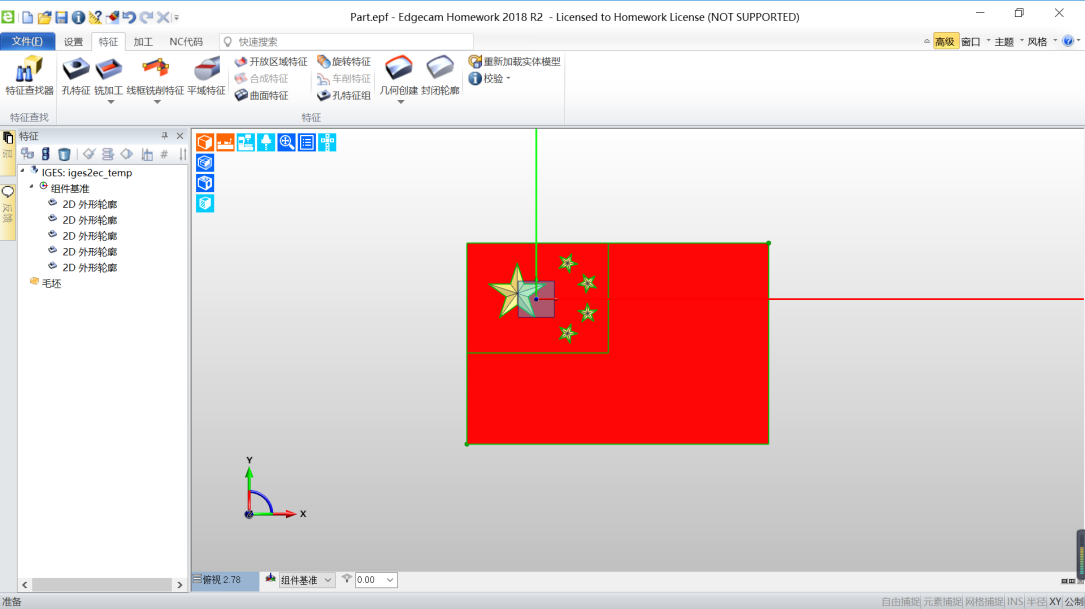 Part.epf - Edgecam Homework 2018 R2 - Licensed to Homework License (NOT SUPPORTED)
文件(F) 设置 特征 加工 NC代码 快速搜索 高级 窗口 主题 风格
特征查找器 孔特征 铣加工 线框铣削特征 平域特征 几何创建 封闭轮廓
开放区域特征 旋转特征 重新加载实体模型
合成特征 车削特征 校验
曲面特征 孔特征组
特征查找 特征
特征
层
反馈
IGES: iges2ec_temp
组件基准
2D 外形轮廓
2D 外形轮廓
2D 外形轮廓
2D 外形轮廓
2D 外形轮廓
毛坯
Y
X
俯视 2.78 组件基准 0.00
准备 自由捕捉 元素捕捉 网格捕捉 INS 半径 XY 公制